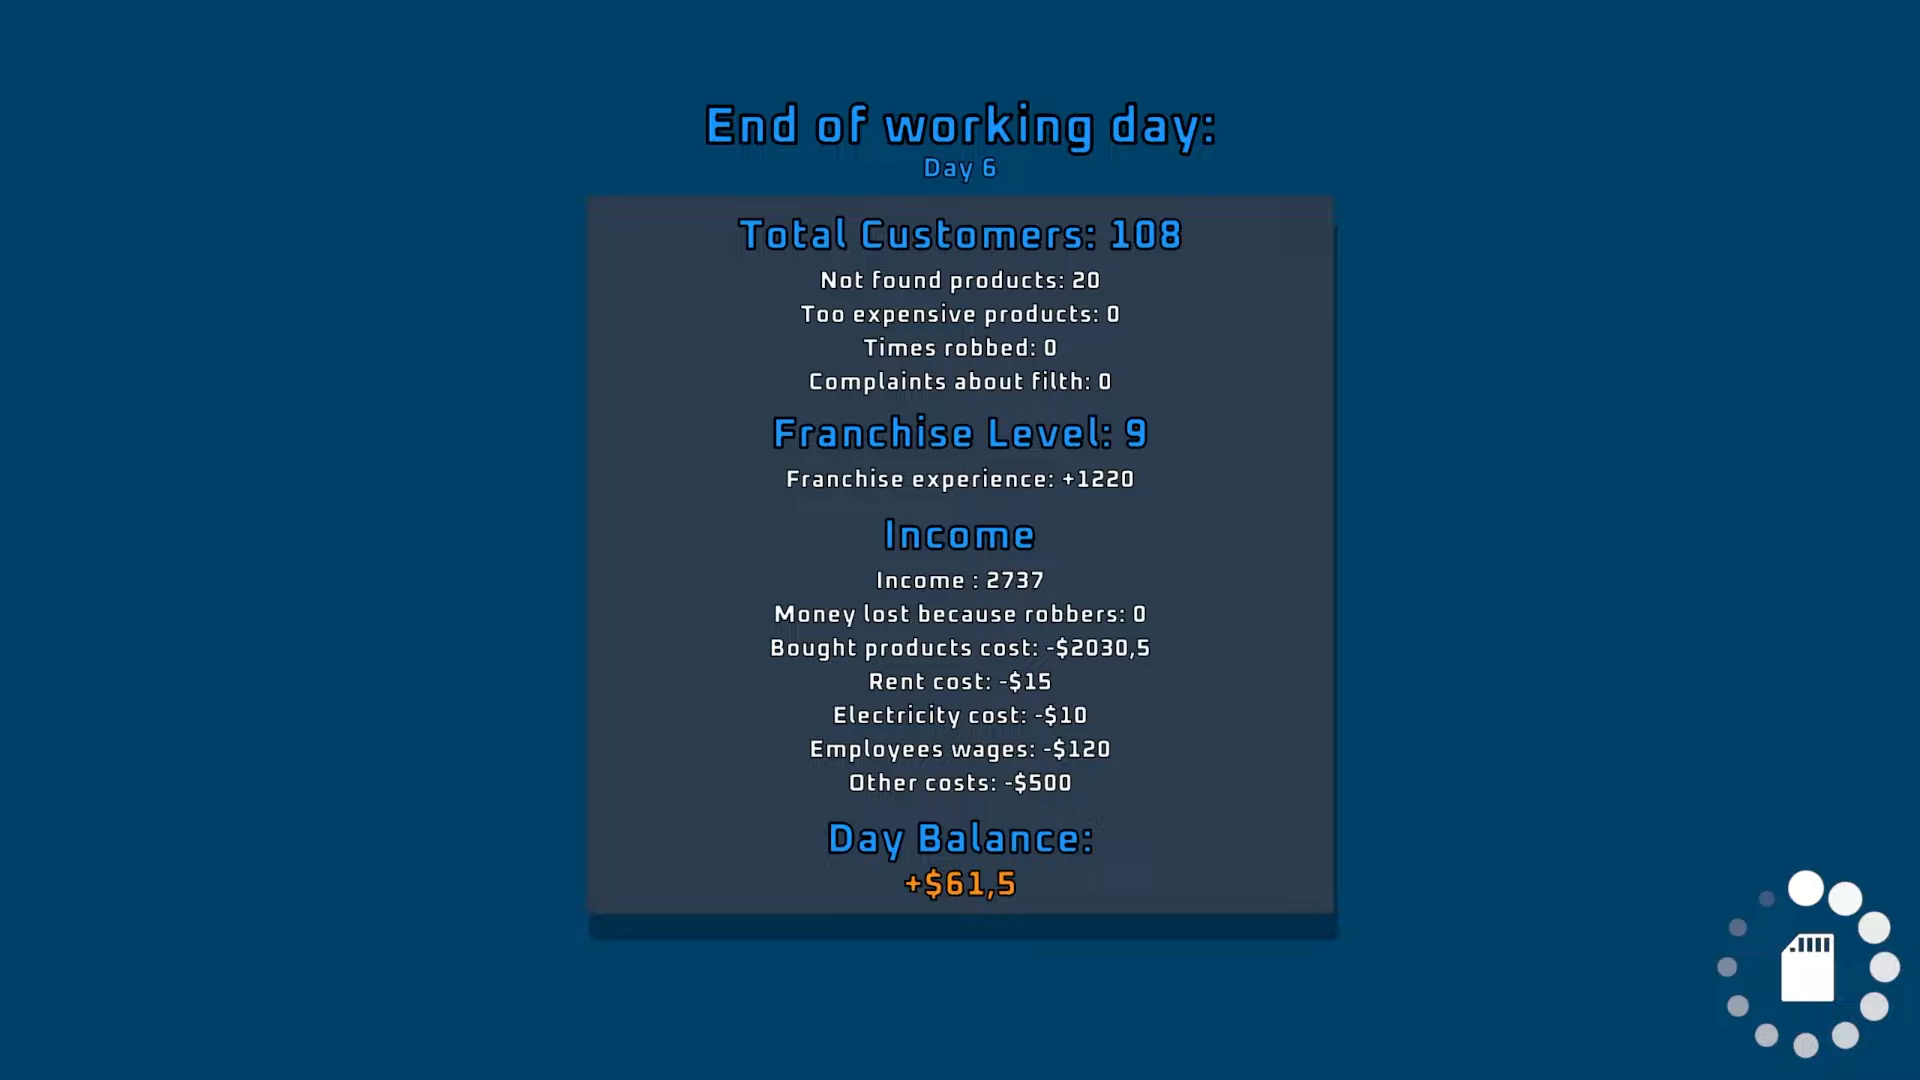 End of working day:
Day 6
Total Customers: 108
Not found products: 20
Too expensive products: 0
Times robbed: 0
Complaints about filth: 0
Franchise Level: 9
Franchise experience: +1220
Income
Income : 2737
Money lost because robbers: 0
Bought products cost: -$2030,5
Rent cost: -$15
Electricity cost: -$10
Employees wages: -$120
Other costs: -$500
Day Balance:
+$61,5